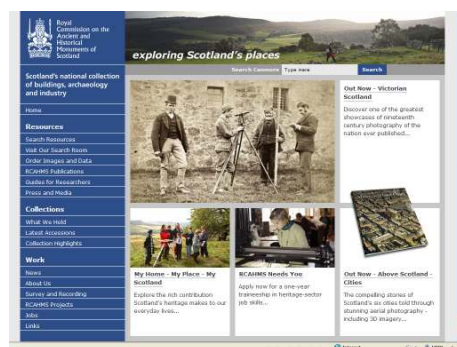 Royal
Commission on the
Ancient and
Historical
Monuments of
Scotland
exploring Scotland's places
Search Canmore Type here Search
Scotland's national collection
of buildings, archaeology
and industry
Home
Resources
Search Resources
Visit Our Search Room
Order Images and Data
RCAHMS Publications
Guides for Researchers
Press and Media
Collections
What We Hold
Latest Accessions
Collection Highlights
Work
News
About Us
Survey and Recording
RCAHMS Projects
Jobs
Links
Out Now - Victorian
Scotland
Discover one of the greatest
showcases of nineteenth
century photography of the
nation ever published...
My Home - My Place - My
Scotland
Explore the rich contribution
Scotland's heritage makes to our
everyday lives...
RCAHMS Needs You
Apply now for a one-year
traineeship in heritage-sector
job skills...
Out Now - Above Scotland -
Cities
The compelling stories of
Scotland's six cities told through
stunning aerial photography -
including 3D imagery...